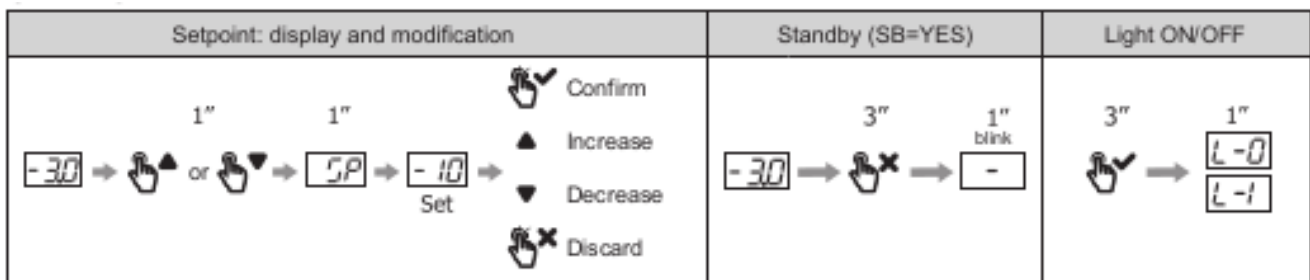 Setpoint: display and modification
Standby (SB=YES)
Light ON/OFF
1"
1"
-3.0
or
SP
-10
Set
Confirm
Increase
Decrease
Discard
3"
1"
blink
-3.0
-
3"
1"
L-0
L-1